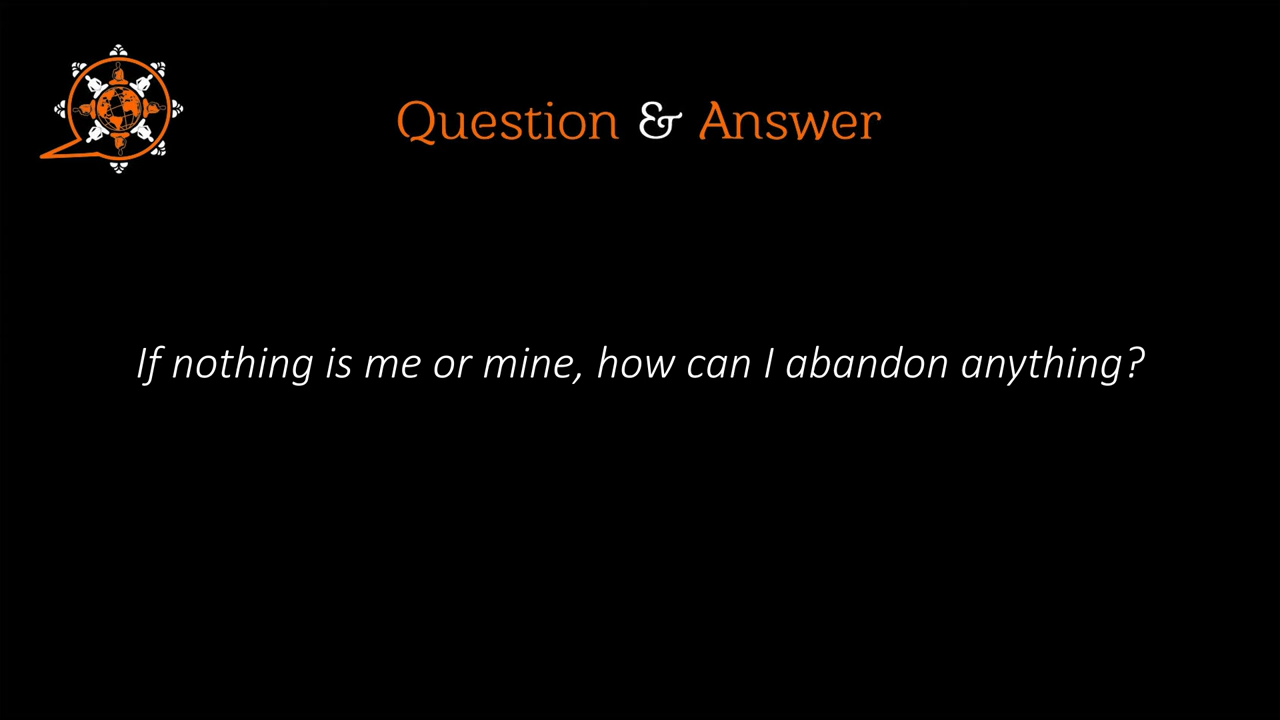 Question & Answer
If nothing is me or mine, how can I abandon anything?